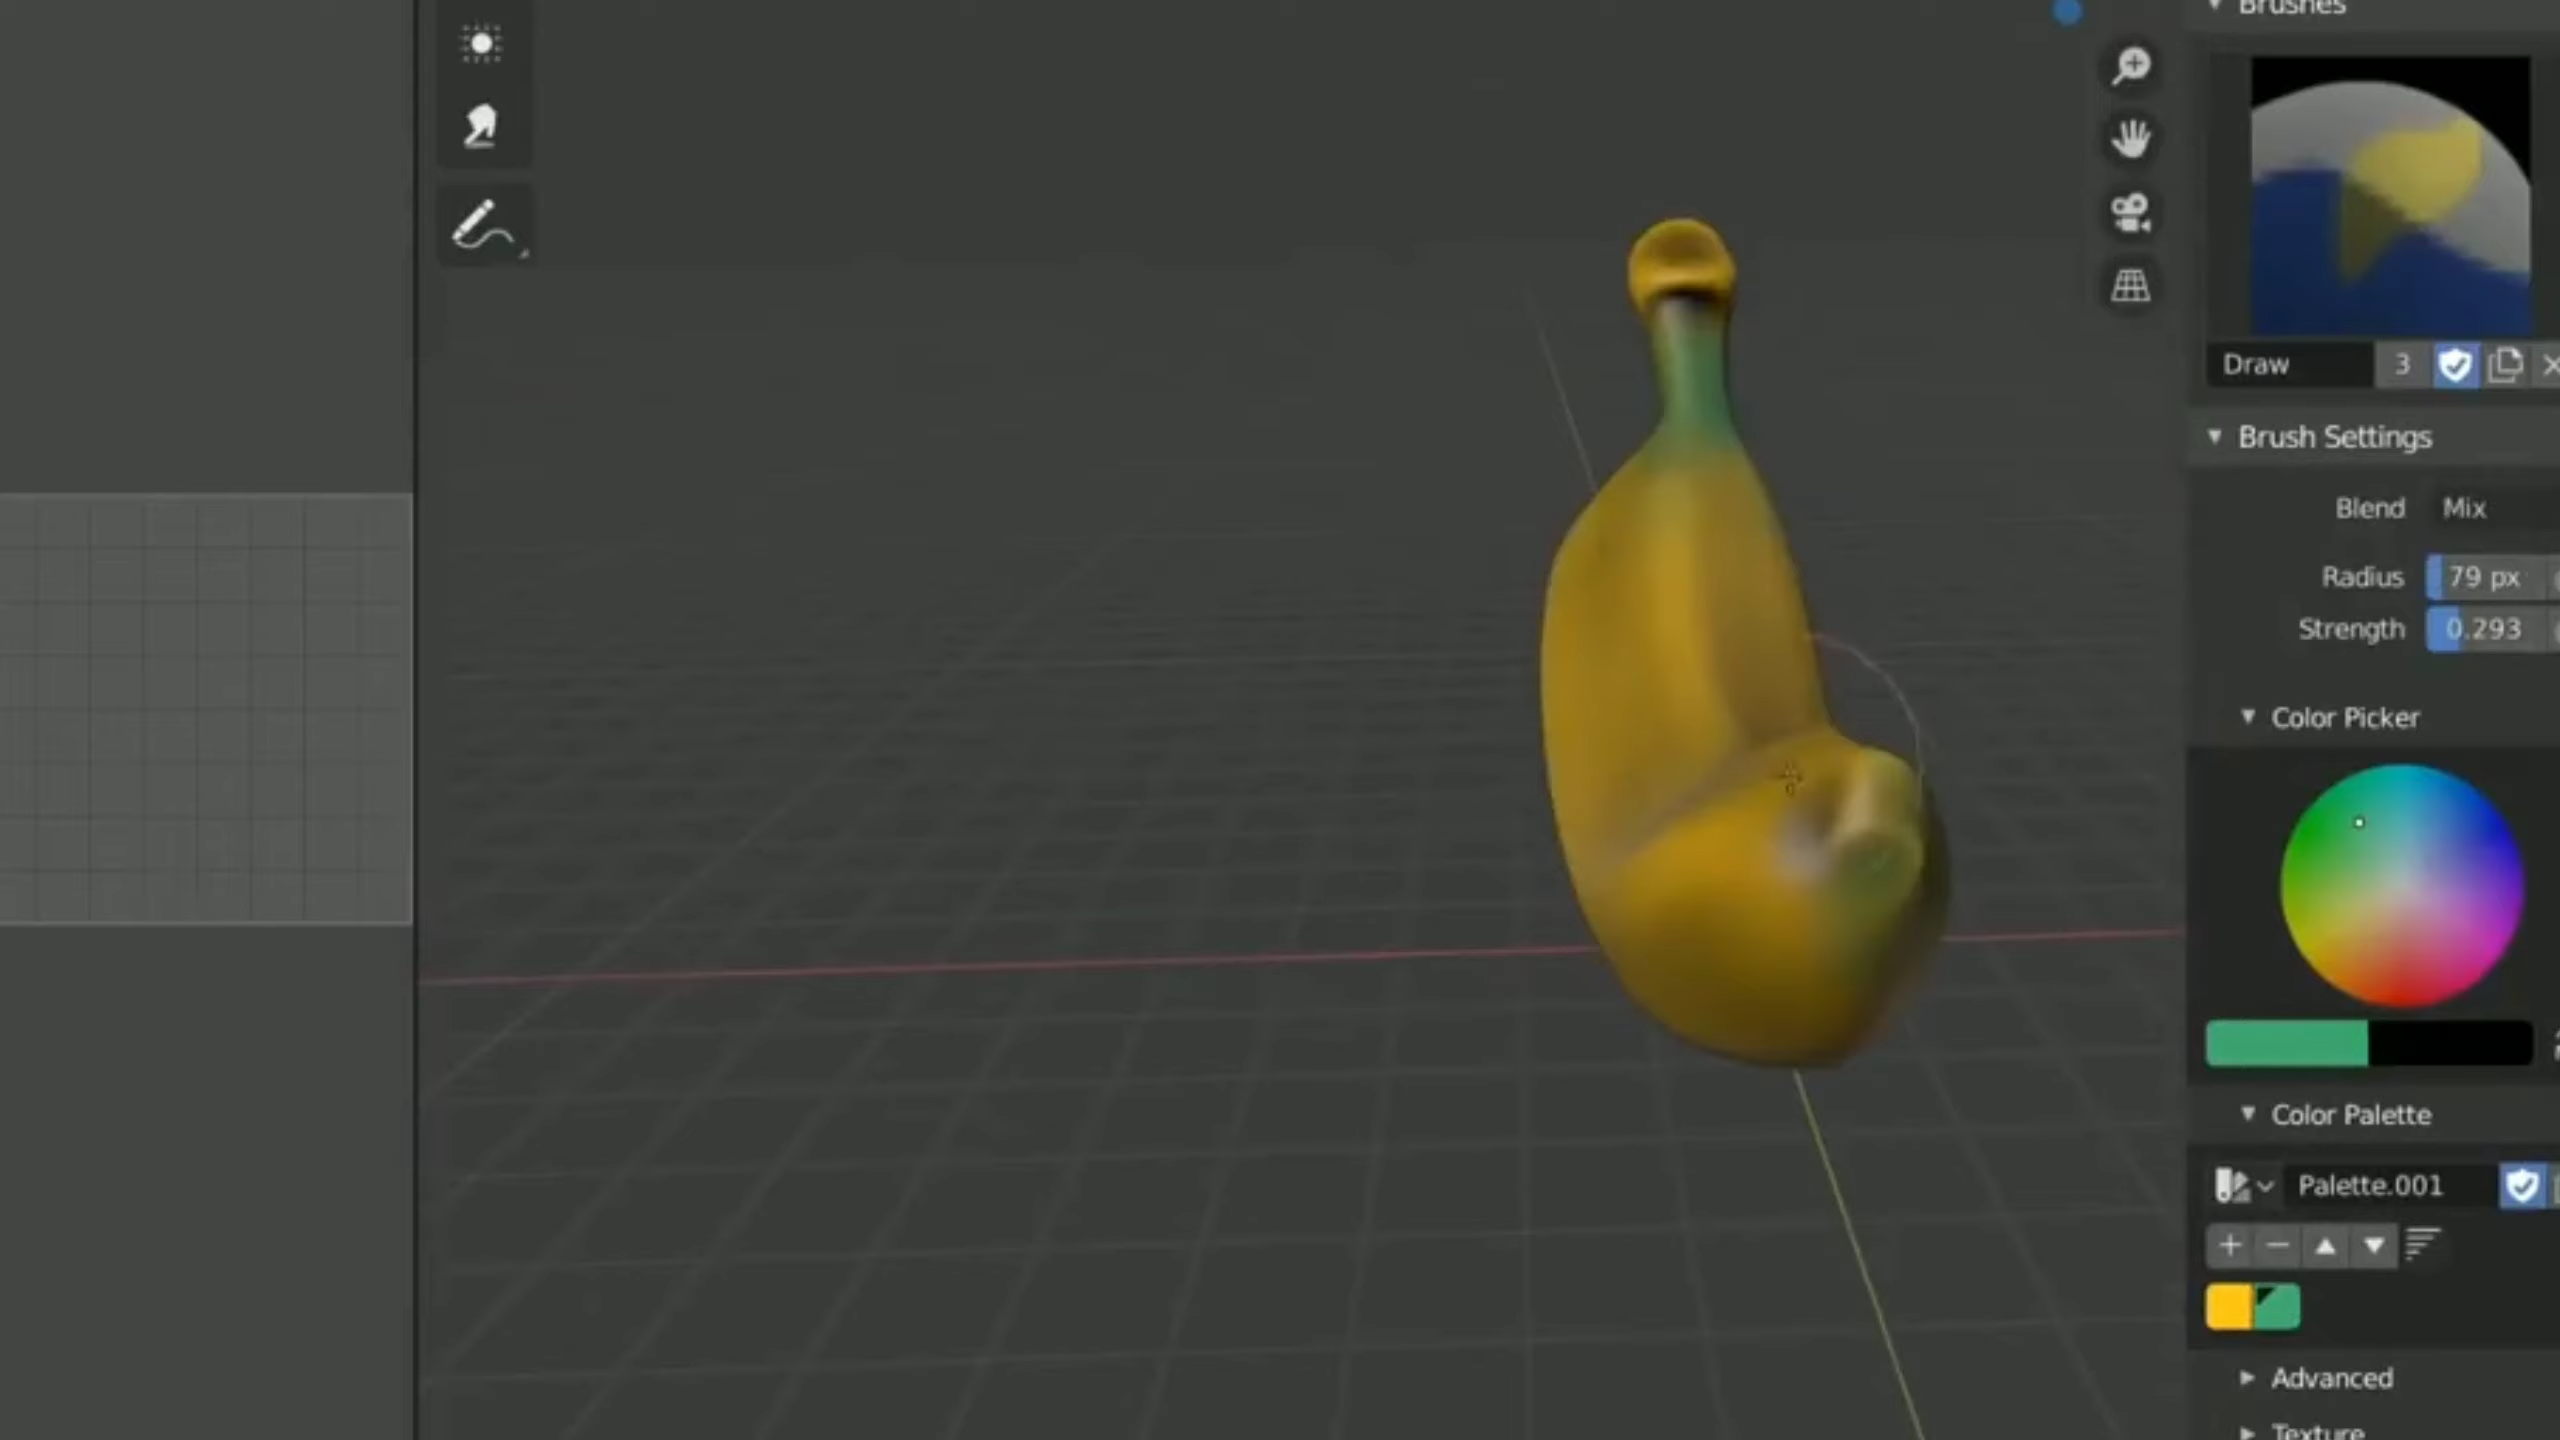 Brushes
Draw 3
Brush Settings
Blend Mix
Radius 79 px
Strength 0.293
Color Picker
Color Palette
Palette.001
Advanced
Texture